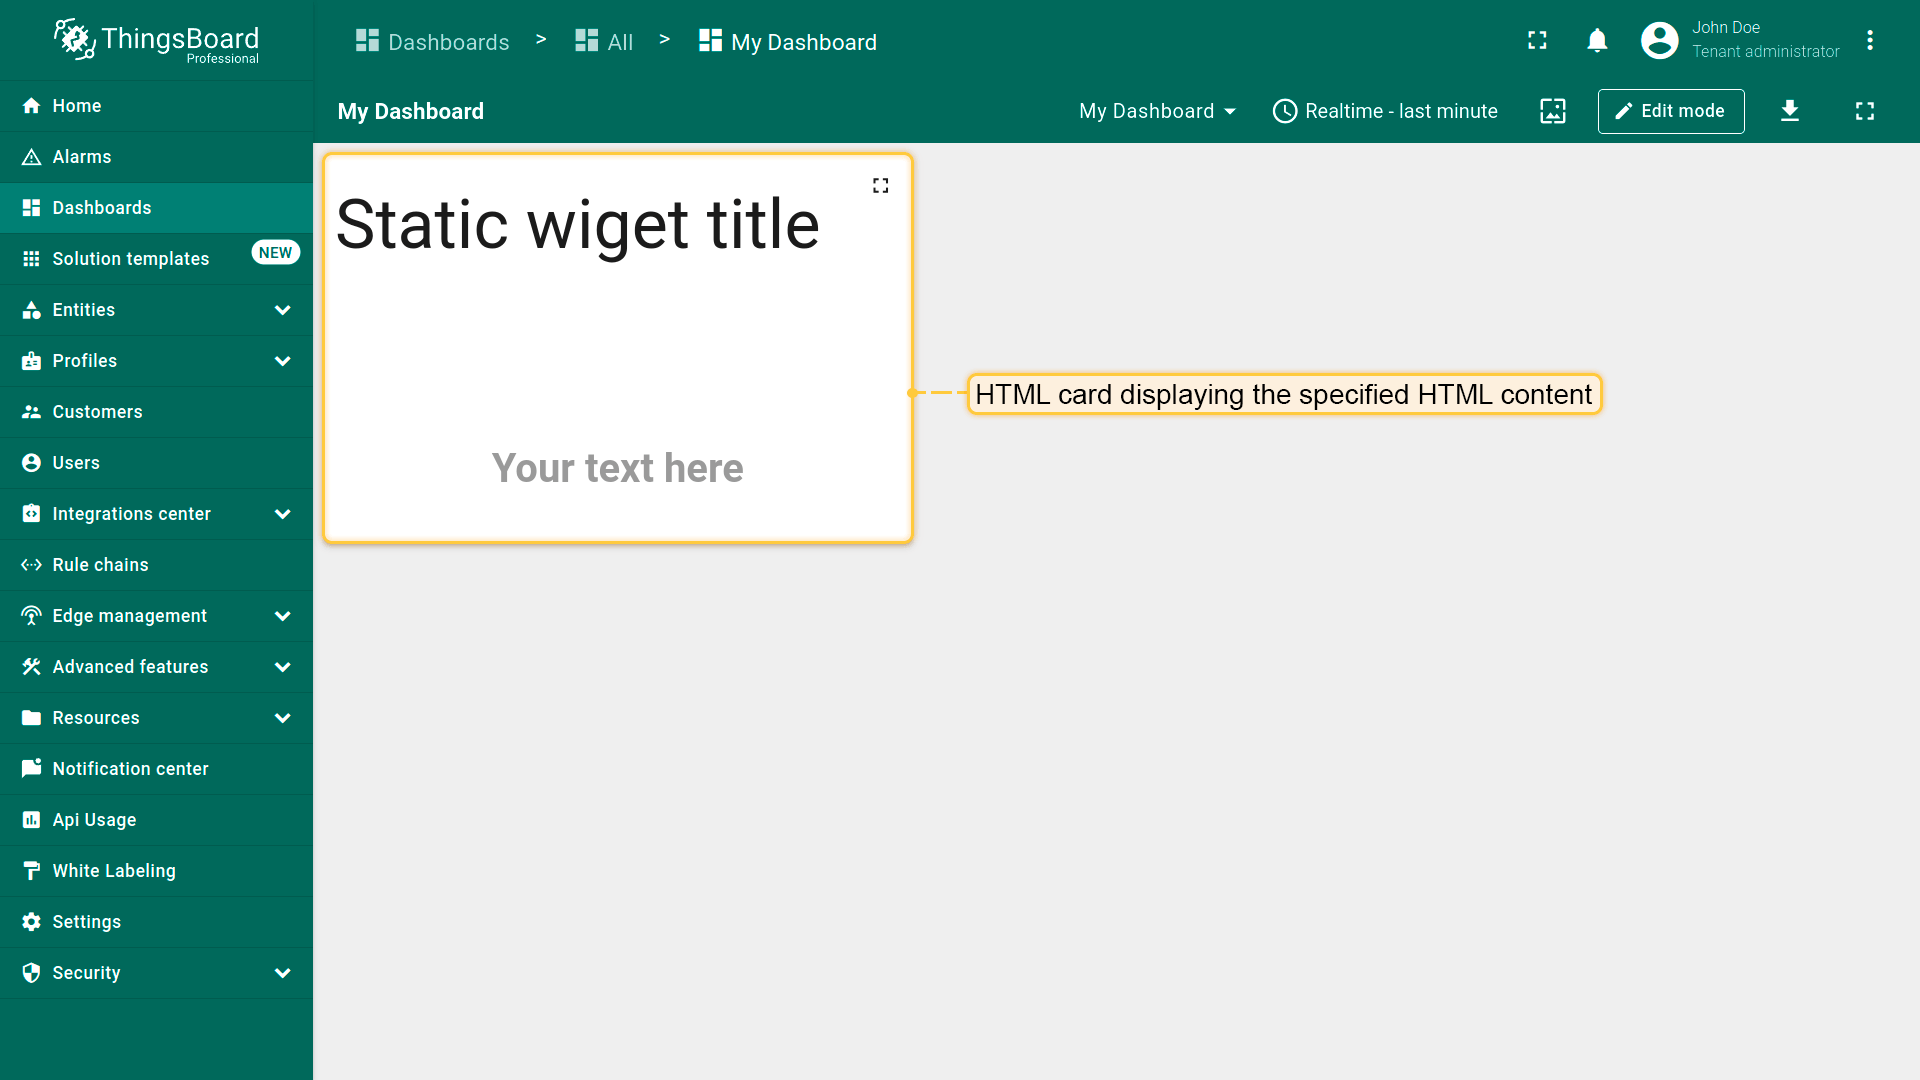 ThingsBoard
Professional
Dashboards > All > My Dashboard
John Doe
Tenant administrator
My Dashboard
My Dashboard
Realtime - last minute
Edit mode
Home
Alarms
Dashboards
Solution templates
NEW
Entities
Profiles
Customers
Users
Integrations center
Rule chains
Edge management
Advanced features
Resources
Notification center
Api Usage
White Labeling
Settings
Security
Static wiget title
Your text here
HTML card displaying the specified HTML content